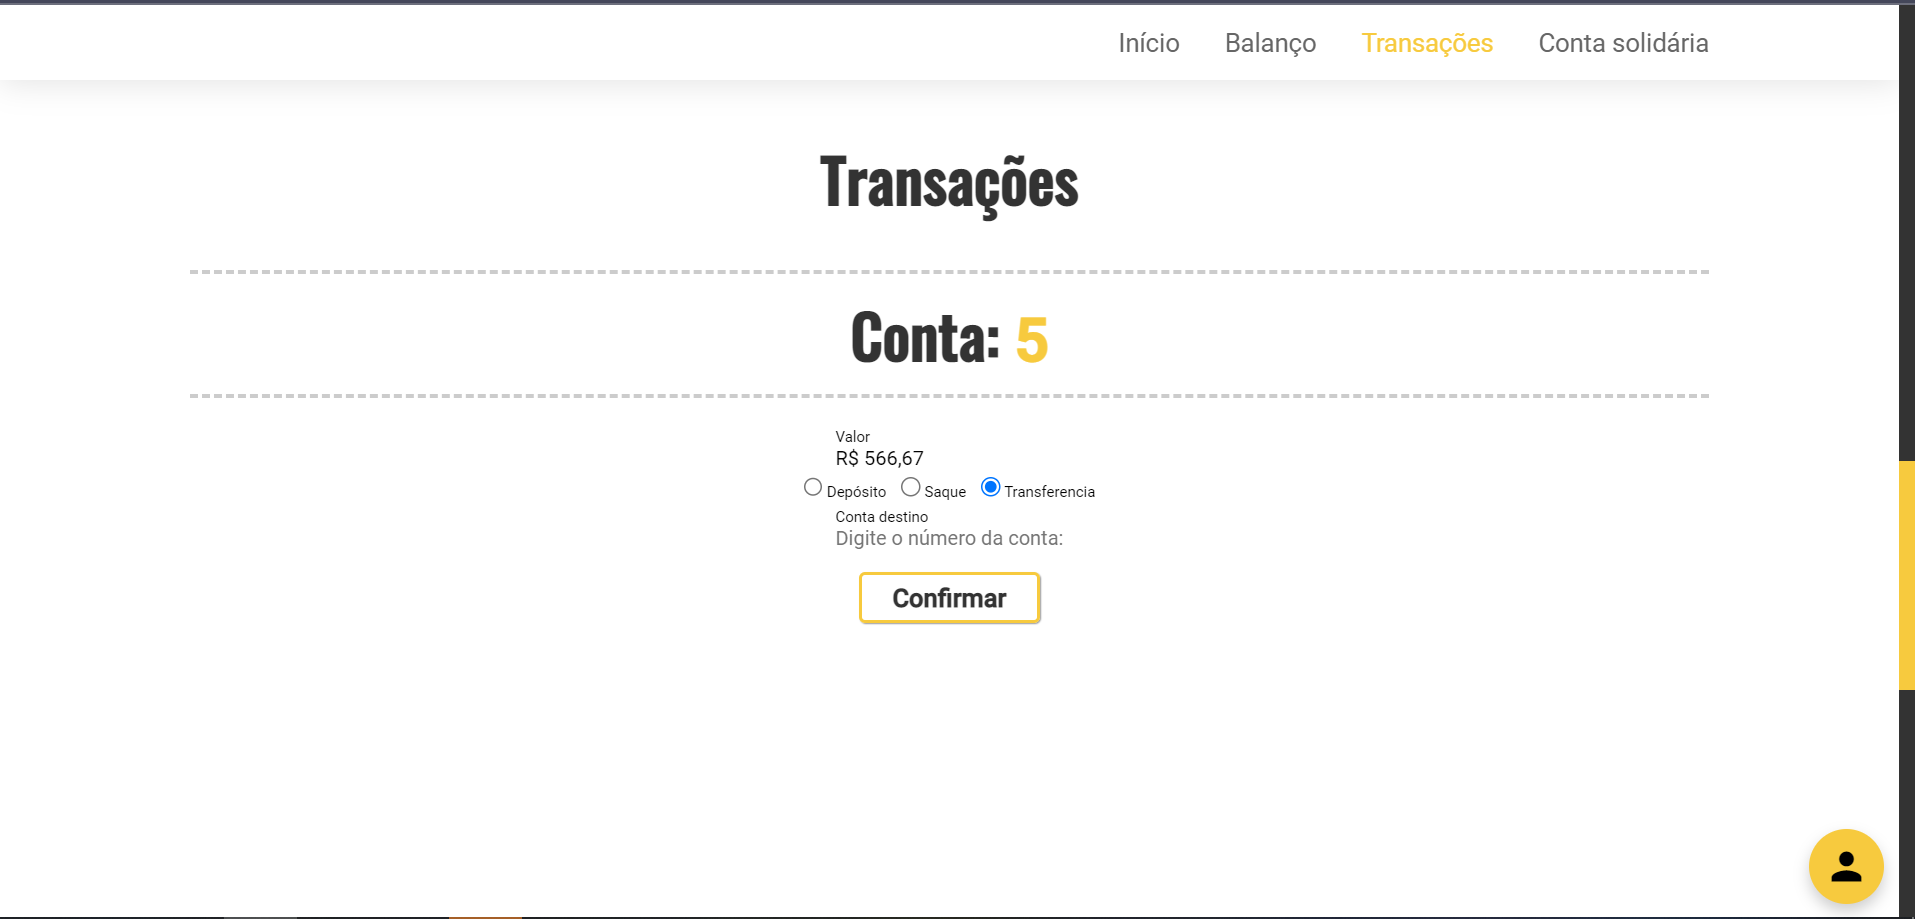 Início Balanço Transações Conta solidária
Transações
Conta: 5
Valor
R$ 566,67
Depósito Saque Transferencia
Conta destino
Digite o número da conta:
Confirmar